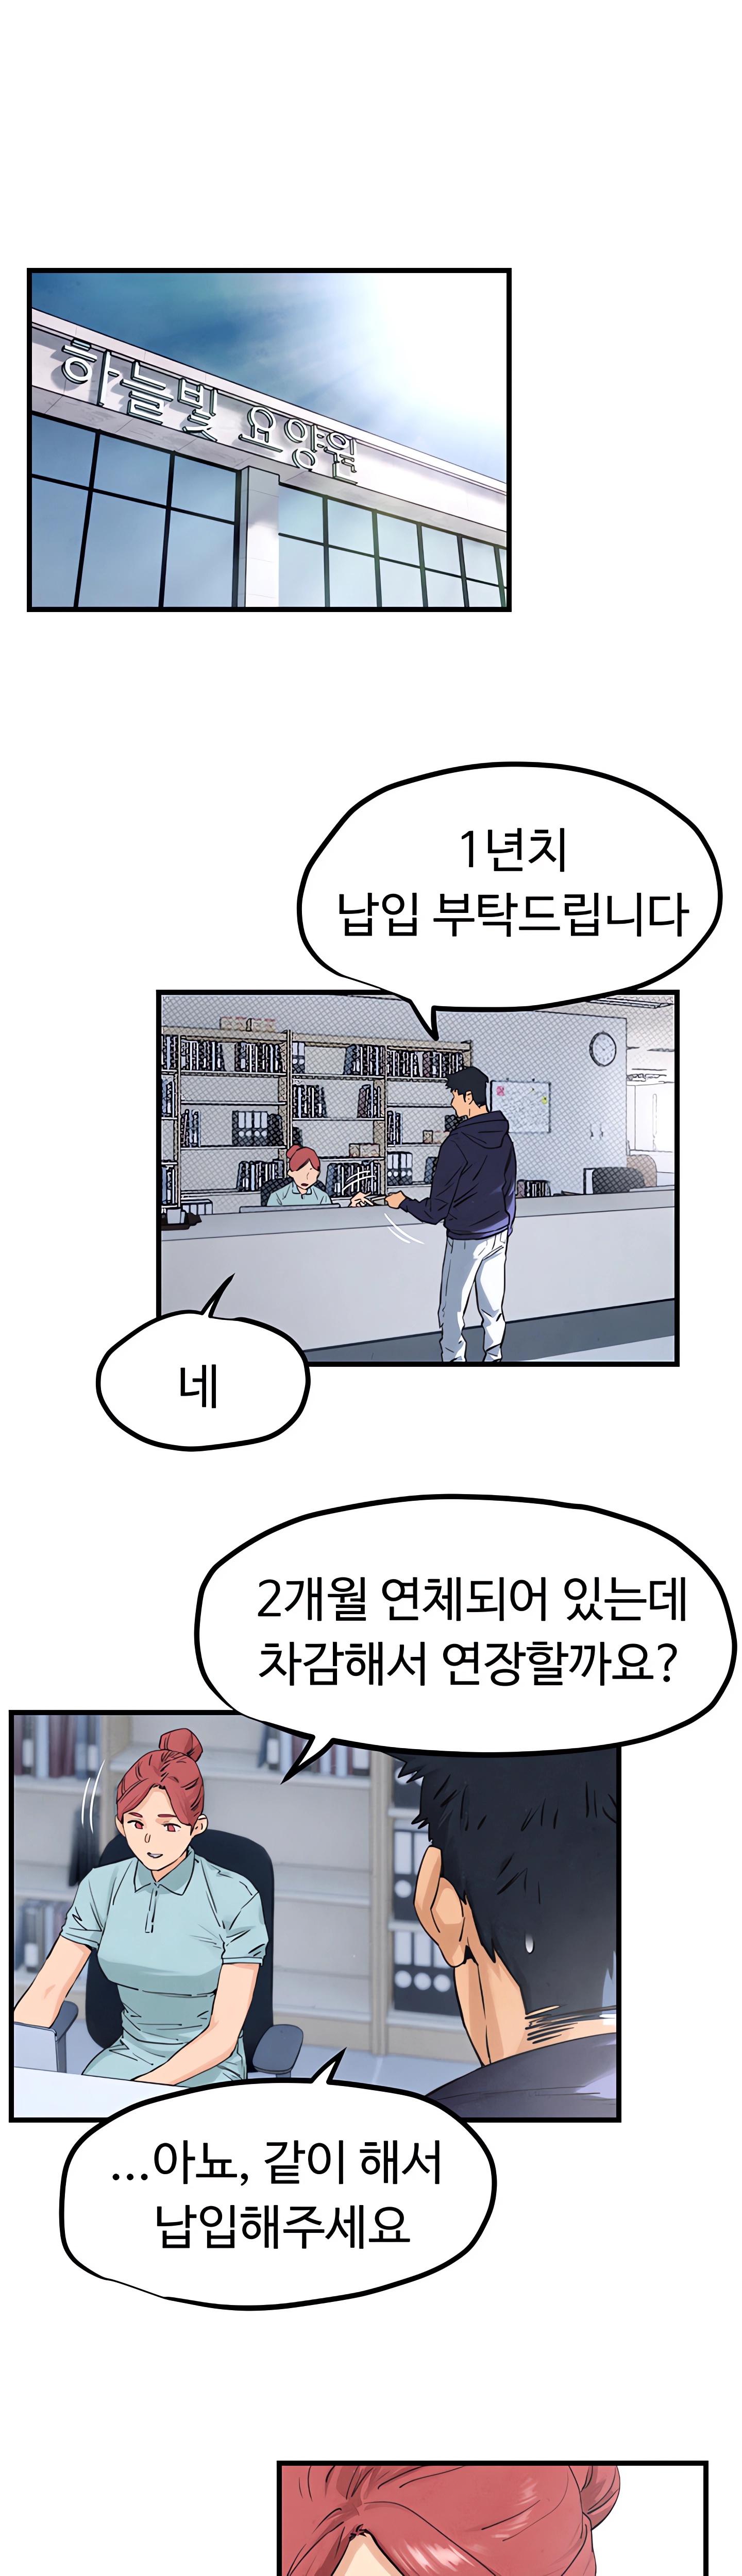 하늘빛 요양원
1년치
납입 부탁드립니다
네
2개월 연체되어 있는데
차감해서 연장할까요?
...아뇨, 같이 해서
납입해주세요